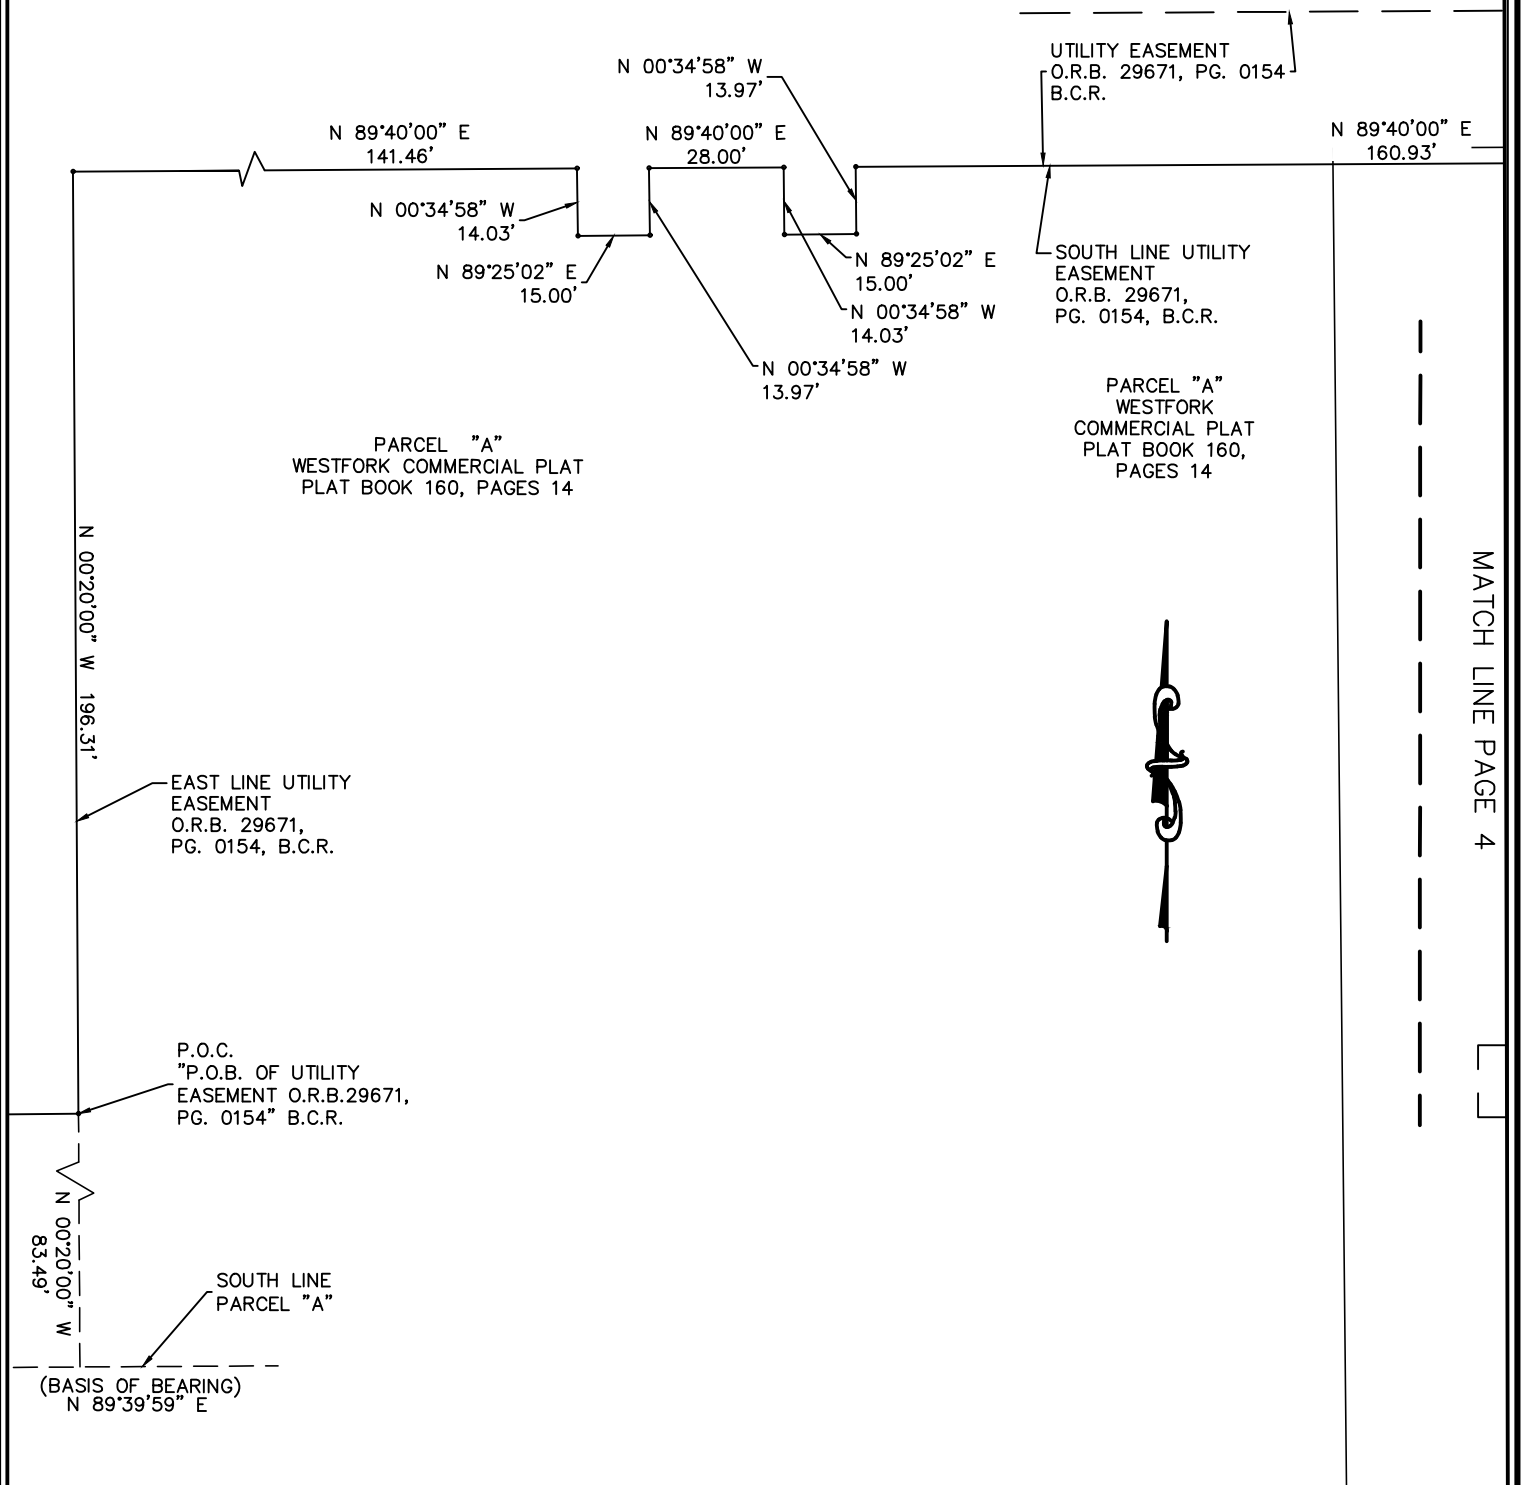 UTILITY EASEMENT
O.R.B. 29671, PG. 0154
B.C.R.
N 00°34'58" W
13.97'
N 89°40'00" E
141.46'
N 89°40'00" E
28.00'
N 89°40'00" E
160.93'
N 00°34'58" W
14.03'
N 89°25'02" E
15.00'
N 89°25'02" E
15.00'
N 00°34'58" W
14.03'
N 00°34'58" W
13.97'
SOUTH LINE UTILITY
EASEMENT
O.R.B. 29671,
PG. 0154, B.C.R.
PARCEL "A"
WESTFORK COMMERCIAL PLAT
PLAT BOOK 160, PAGES 14
PARCEL "A"
WESTFORK
COMMERCIAL PLAT
PLAT BOOK 160,
PAGES 14
N 00°20'00" W 196.31'
MATCH LINE PAGE 4
EAST LINE UTILITY
EASEMENT
O.R.B. 29671,
PG. 0154, B.C.R.
P.O.C.
"P.O.B. OF UTILITY
EASEMENT O.R.B.29671,
PG. 0154" B.C.R.
N 00°20'00" W
83.49'
SOUTH LINE
PARCEL "A"
(BASIS OF BEARING)
N 89°39'59" E